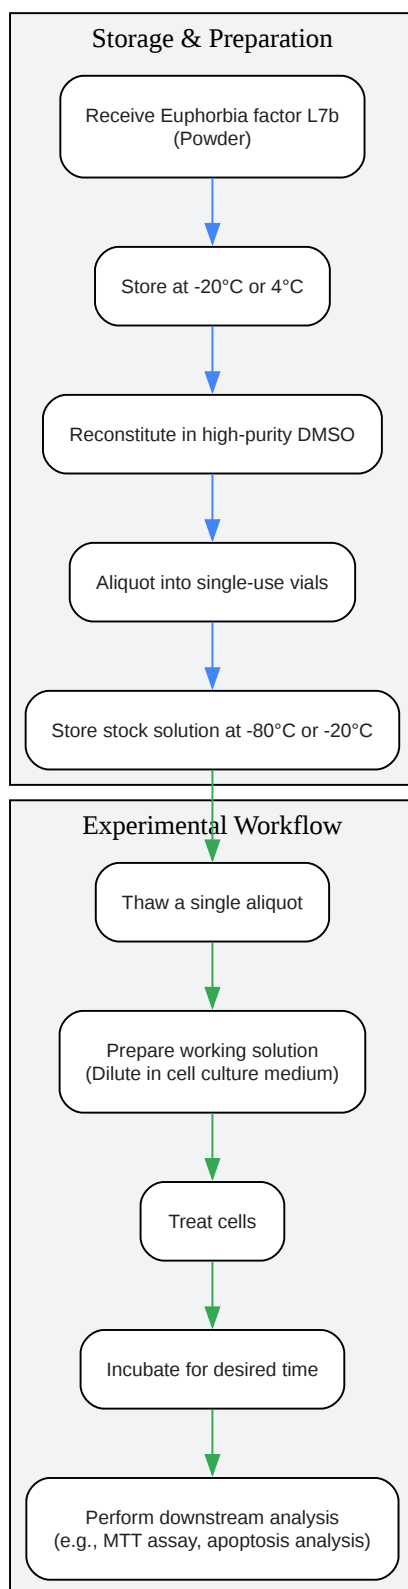 Storage & Preparation
Receive Euphorbia factor L7b
(Powder)
Store at -20°C or 4°C
Reconstitute in high-purity DMSO
Aliquot into single-use vials
Store stock solution at -80°C or -20°C
Experimental Workflow
Thaw a single aliquot
Prepare working solution
(Dilute in cell culture medium)
Treat cells
Incubate for desired time
Perform downstream analysis
(e.g., MTT assay, apoptosis analysis)